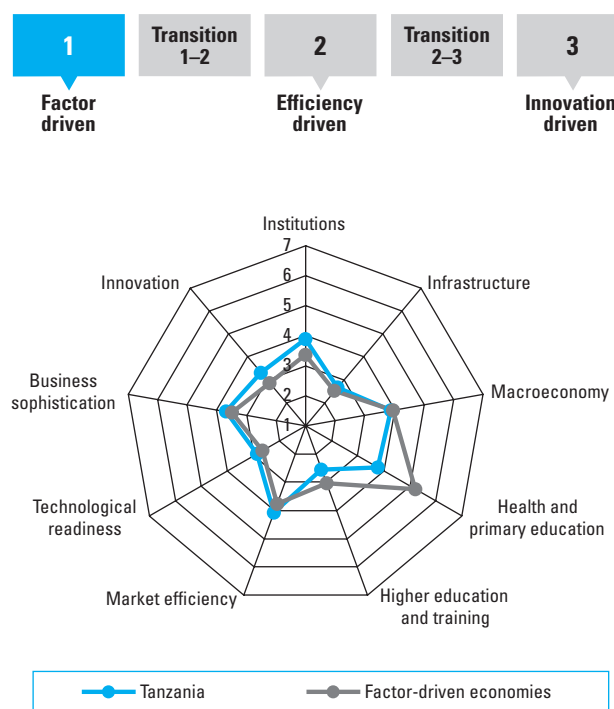 1
Transition
1–2
2
Transition
2–3
3
Factor
driven
Efficiency
driven
Innovation
driven
Institutions
7
6
5
4
3
2
1
Innovation
Infrastructure
Business
sophistication
Macroeconomy
Technological
readiness
Health and
primary education
Market efficiency
Higher education
and training
Tanzania
Factor-driven economies